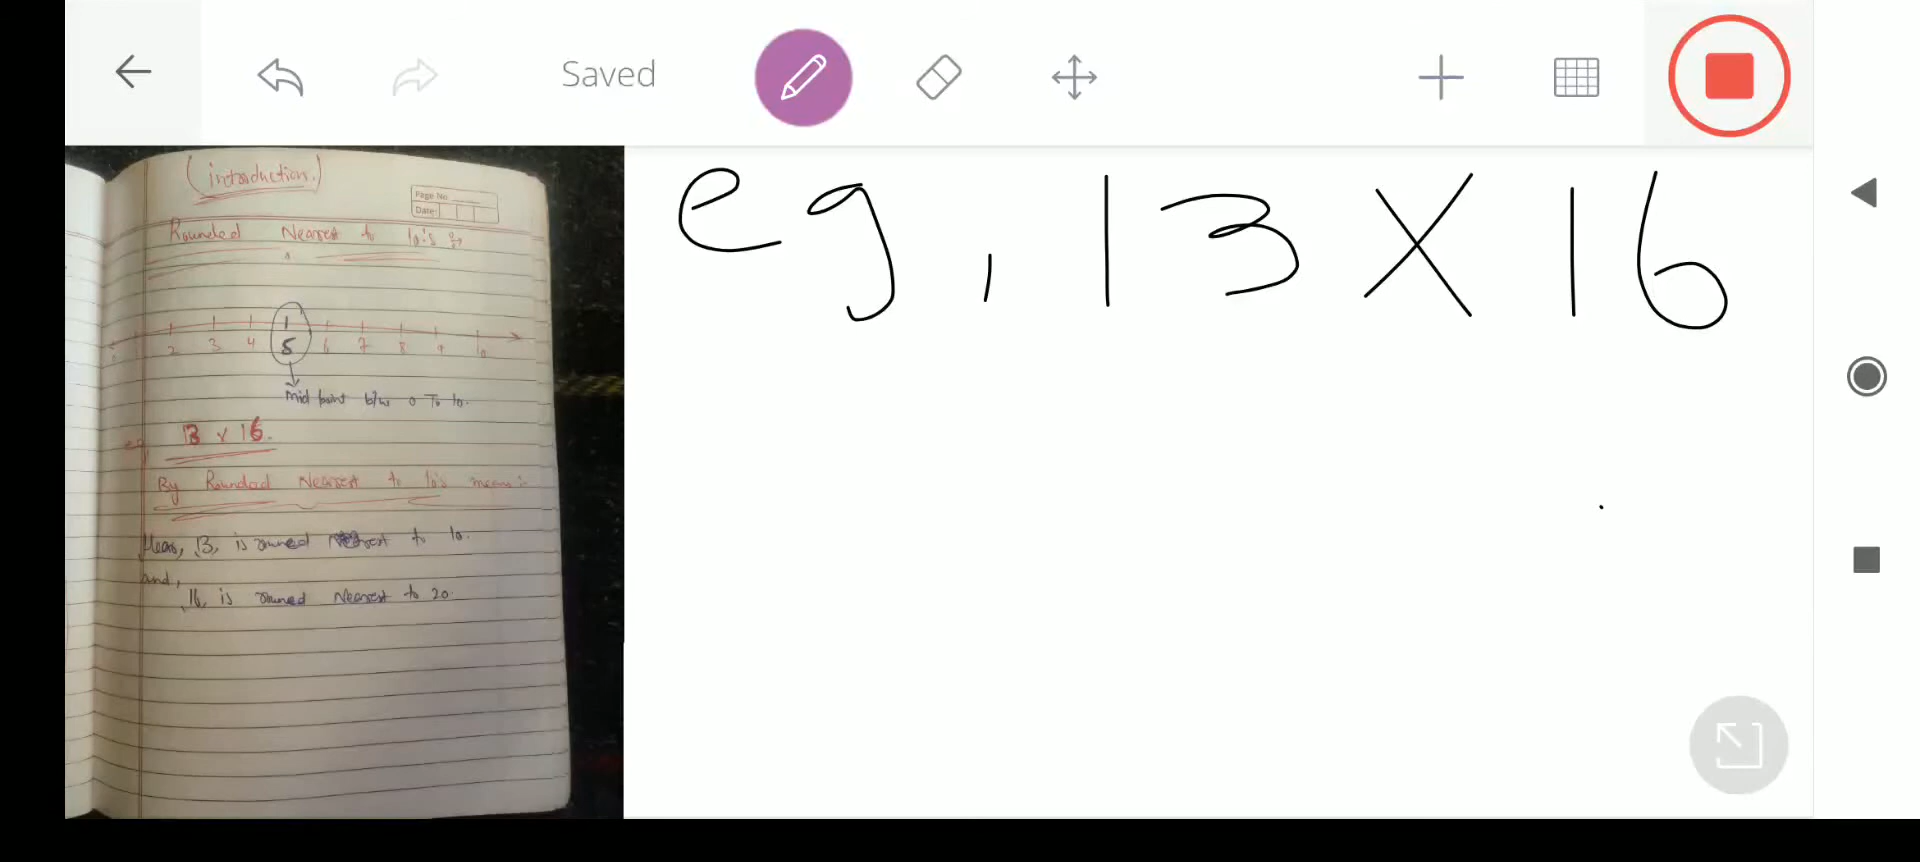 Saved
(introduction.)
Page No
Date:
Rounded Nearest to 10's
2 3 4 5 6 7 8 9 10
Mid point b/w 0 To 10.
eg, 13 x 16.
By Rounded Nearest to 10's means:-
13, is rouned to 10.
and,
16, is rouned Nearest to 20.
eg, 13 X 16